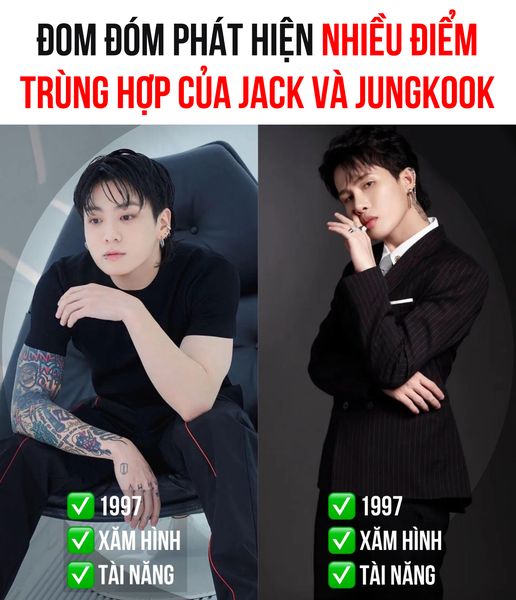 ĐOM ĐÓM PHÁT HIỆN NHIỀU ĐIỂM
TRÙNG HỢP CỦA JACK VÀ JUNGKOOK
✅ 1997
✅ XĂM HÌNH
✅ TÀI NĂNG
✅ 1997
✅ XĂM HÌNH
✅ TÀI NĂNG